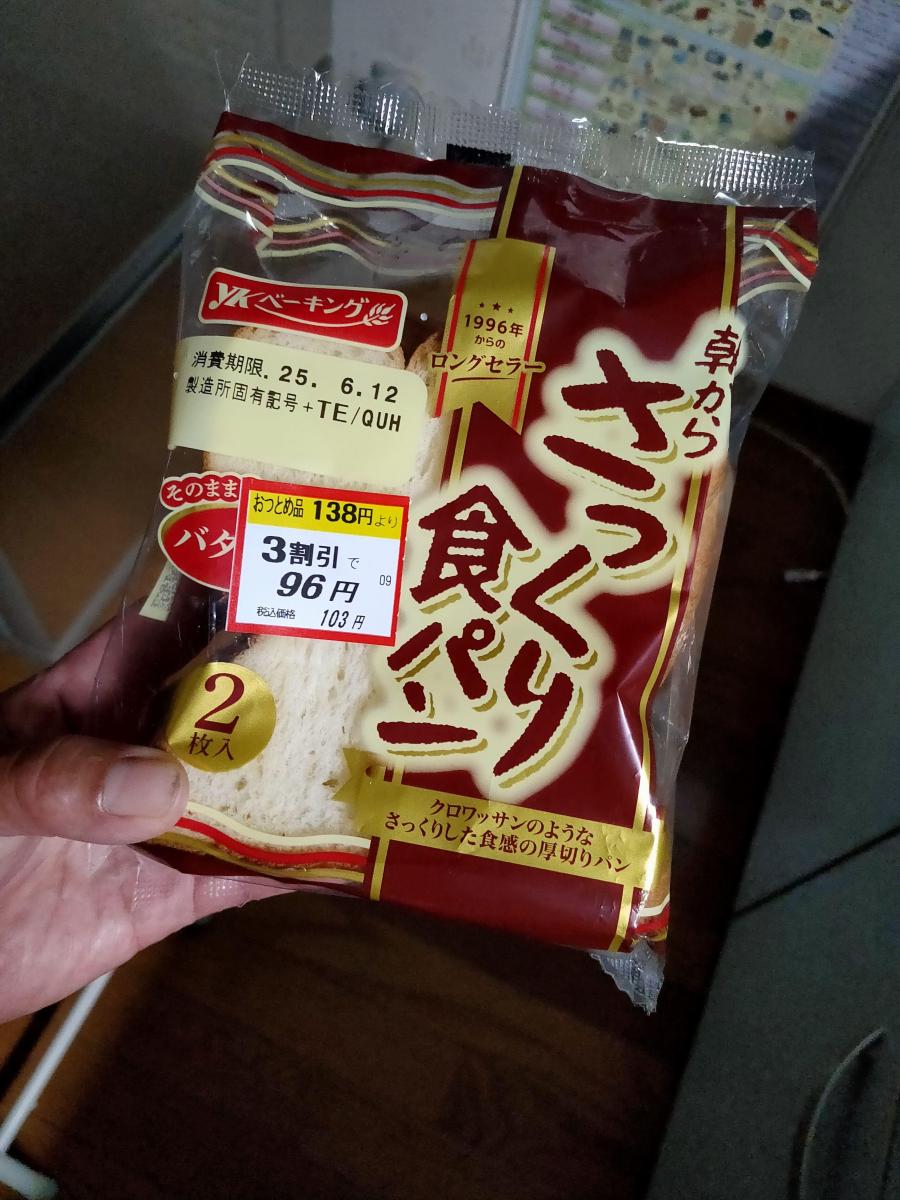 YKベーキング
1996年
からの
ロングセラー
消費期限. 25. 6.12
製造所固有記号+TE/QUH
朝から
さっくり
食パン
そのまま
バタ
おつとめ品 138円より
3割引で
96円
09
税込価格 103円
2
枚入
クロワッサンのような
さっくりした食感の厚切りパン